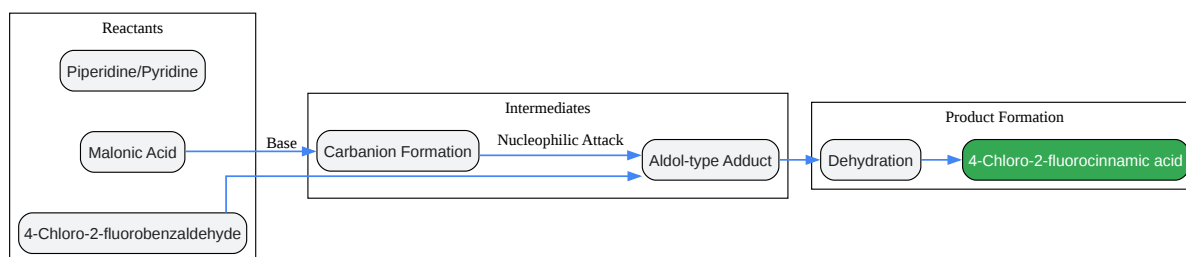 Reactants
Piperidine/Pyridine
Malonic Acid
4-Chloro-2-fluorobenzaldehyde
Base
Intermediates
Carbanion Formation
Nucleophilic Attack
Aldol-type Adduct
Product Formation
Dehydration
4-Chloro-2-fluorocinnamic acid